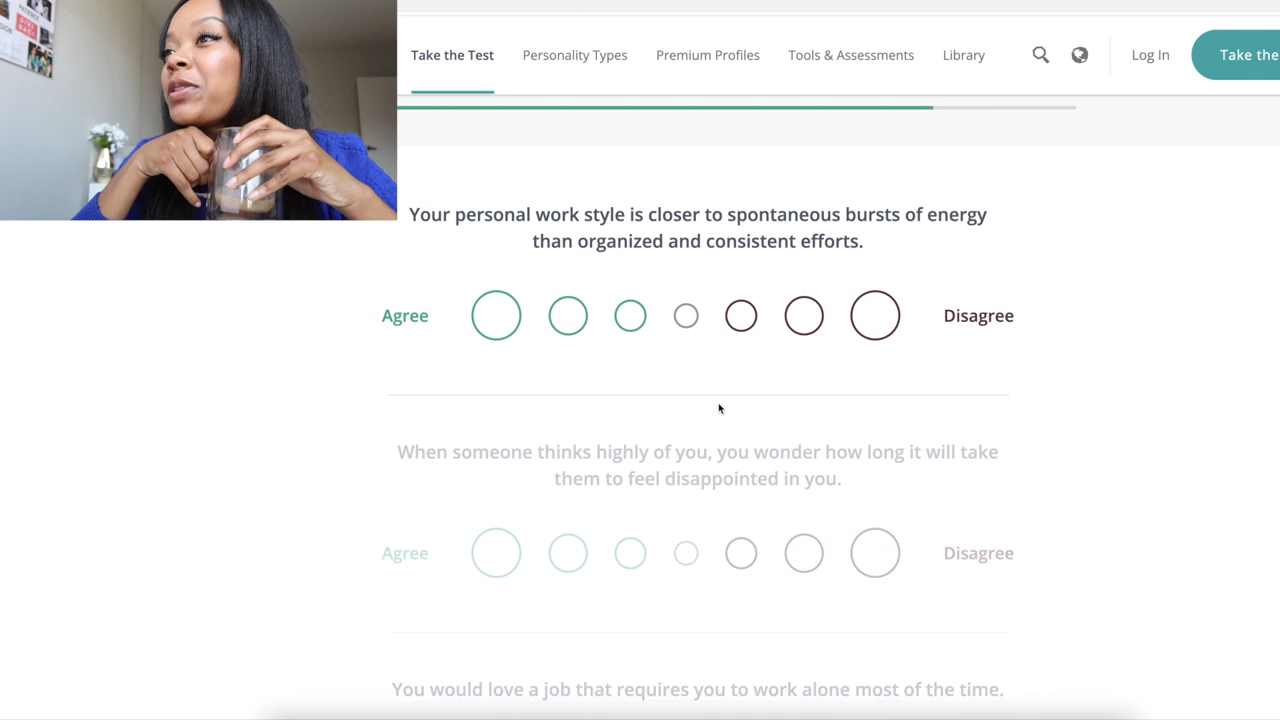 Take the Test
Personality Types
Premium Profiles
Tools & Assessments
Library
Log In
Take the
Your personal work style is closer to spontaneous bursts of energy
than organized and consistent efforts.
Agree
Disagree
When someone thinks highly of you, you wonder how long it will take
them to feel disappointed in you.
Agree
Disagree
You would love a job that requires you to work alone most of the time.